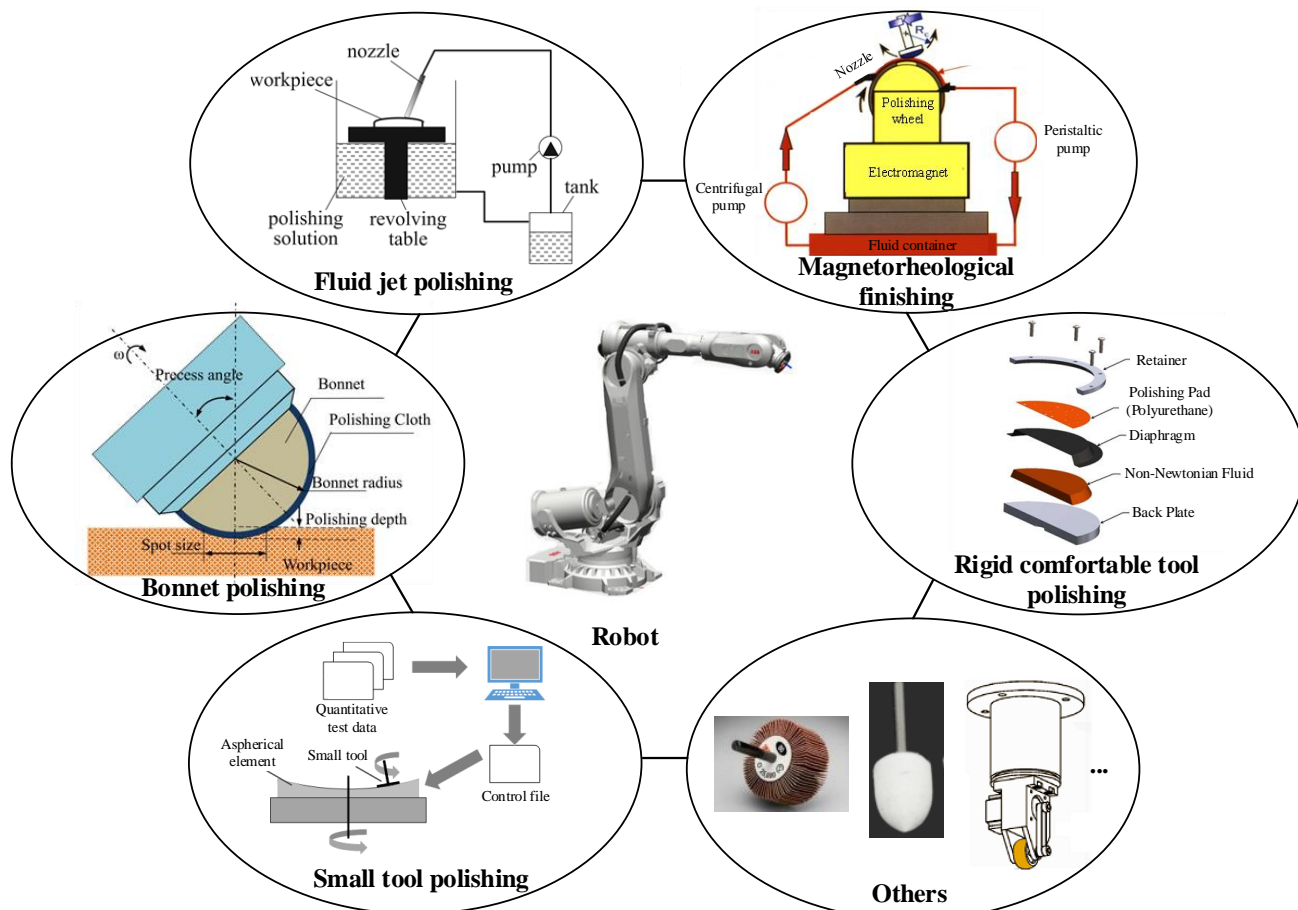 nozzle
workpiece
pump
tank
polishing
solution
revolving
table
Fluid jet polishing
Nozzle
Polishing
wheel
Peristaltic
pump
Electromagnet
Centrifugal
pump
Fluid container
Magnetorheological
finishing
ω
Precess angle
Bonnet
Polishing Cloth
Bonnet radius
Polishing depth
Spot size
Workpiece
Bonnet polishing
ABB
Robot
Retainer
Polishing Pad
(Polyurethane)
Diaphragm
Non-Newtonian Fluid
Back Plate
Rigid comfortable tool
polishing
Quantitative
test data
Aspherical
element
Small tool
Control file
Small tool polishing
...
Others